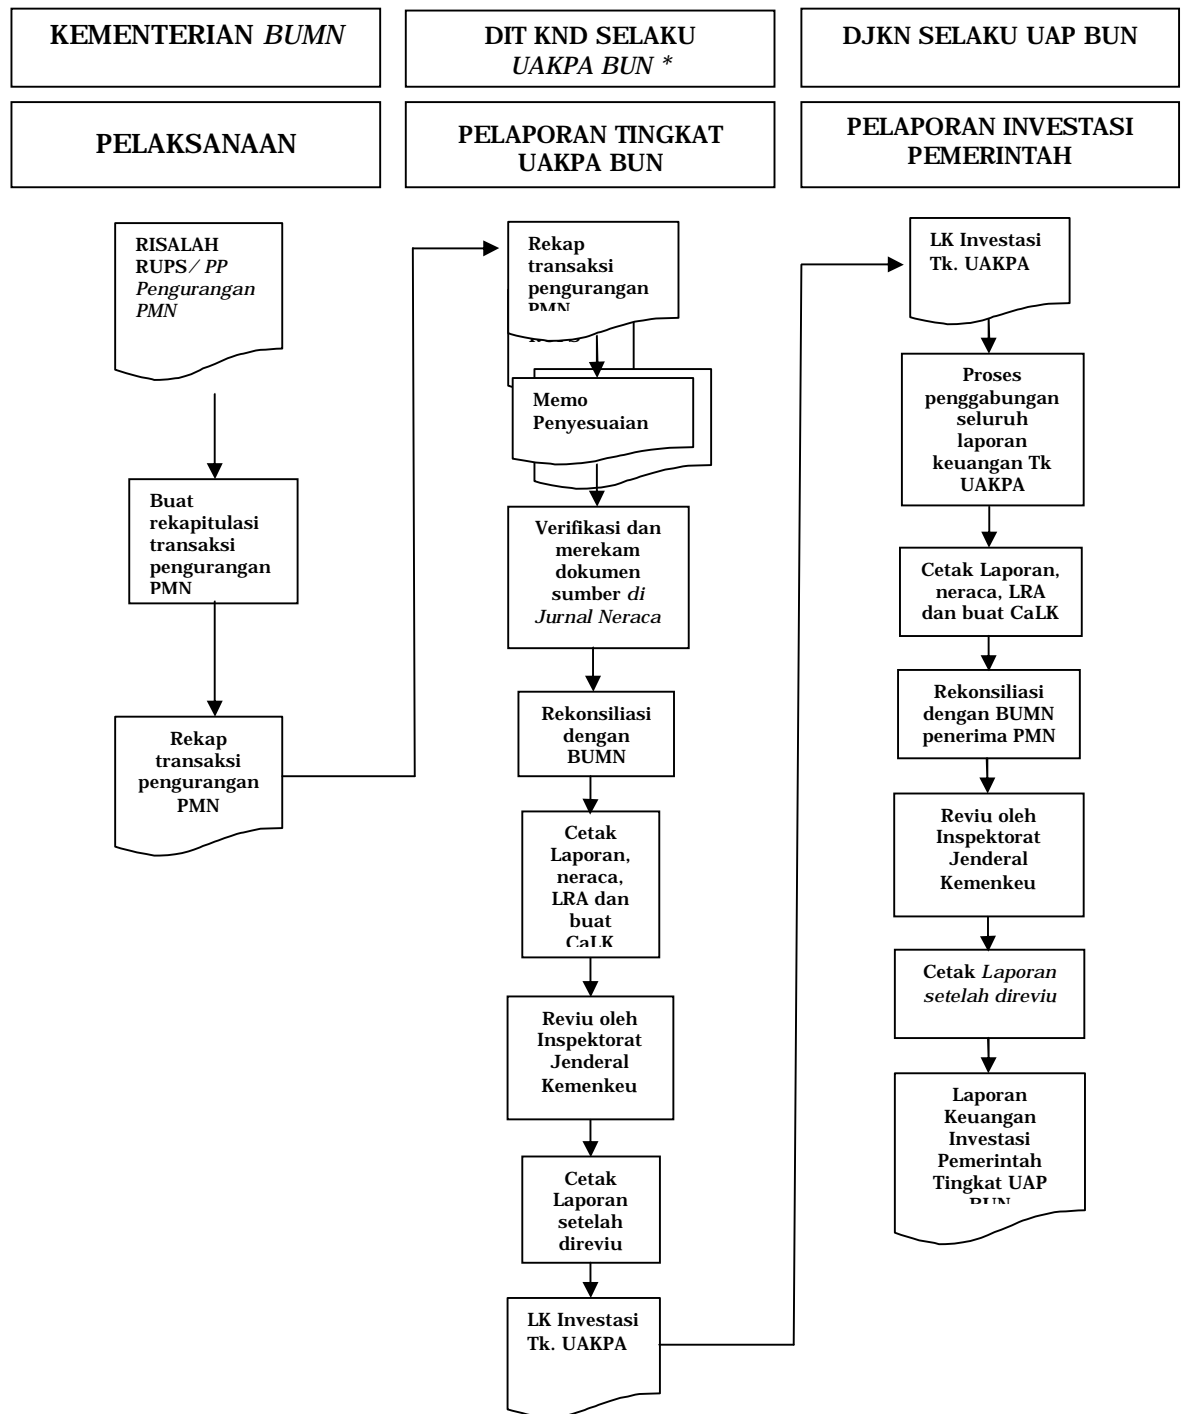 KEMENTERIAN BUMN
DIT KND SELAKU
UAKPA BUN *
DJKN SELAKU UAP BUN
PELAKSANAAN
PELAPORAN TINGKAT
UAKPA BUN
PELAPORAN INVESTASI
PEMERINTAH
RISALAH
RUPS/ PP
Pengurangan
PMN
Buat
rekapitulasi
transaksi
pengurangan
PMN
Rekap
transaksi
pengurangan
PMN
Rekap
transaksi
pengurangan
PMN
Memo
Penyesuaian
Verifikasi dan
merekam
dokumen
sumber di
Jurnal Neraca
Rekonsiliasi
dengan
BUMN
Cetak
Laporan,
neraca,
LRA dan
buat
CaLK
Reviu oleh
Inspektorat
Jenderal
Kemenkeu
Cetak
Laporan
setelah
direviu
LK Investasi
Tk. UAKPA
LK Investasi
Tk. UAKPA
Proses
penggabungan
seluruh
laporan
keuangan Tk
UAKPA
Cetak Laporan,
neraca, LRA
dan buat CaLK
Rekonsiliasi
dengan BUMN
penerima PMN
Reviu oleh
Inspektorat
Jenderal
Kemenkeu
Cetak Laporan
setelah direviu
Laporan
Keuangan
Investasi
Pemerintah
Tingkat UAP
BUN